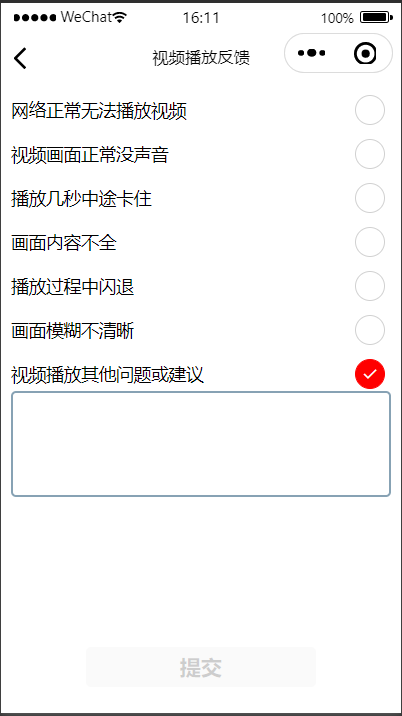 WeChat 16:11 100%
视频播放反馈
网络正常无法播放视频
视频画面正常没声音
播放几秒中途卡住
画面内容不全
播放过程中闪退
画面模糊不清晰
视频播放其他问题或建议
提交